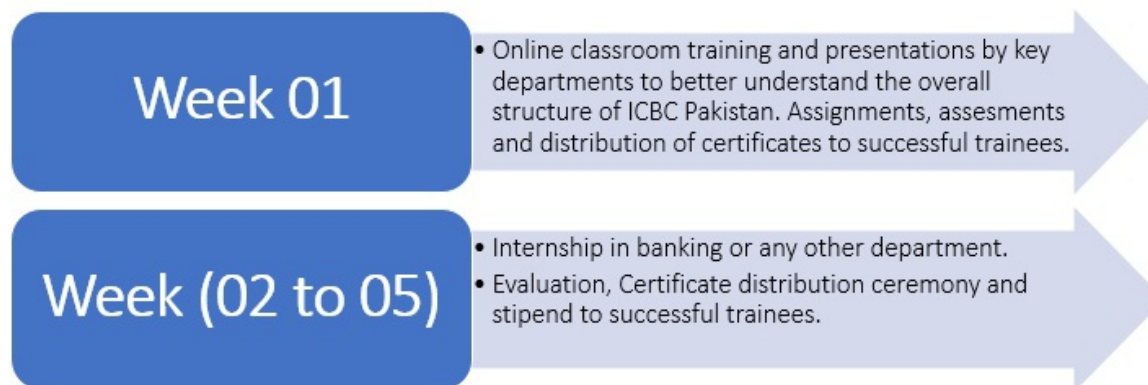 Week 01
• Online classroom training and presentations by key
departments to better understand the overall
structure of ICBC Pakistan. Assignments, assesments
and distribution of certificates to successful trainees.
Week (02 to 05)
• Internship in banking or any other department.
• Evaluation, Certificate distribution ceremony and
stipend to successful trainees.